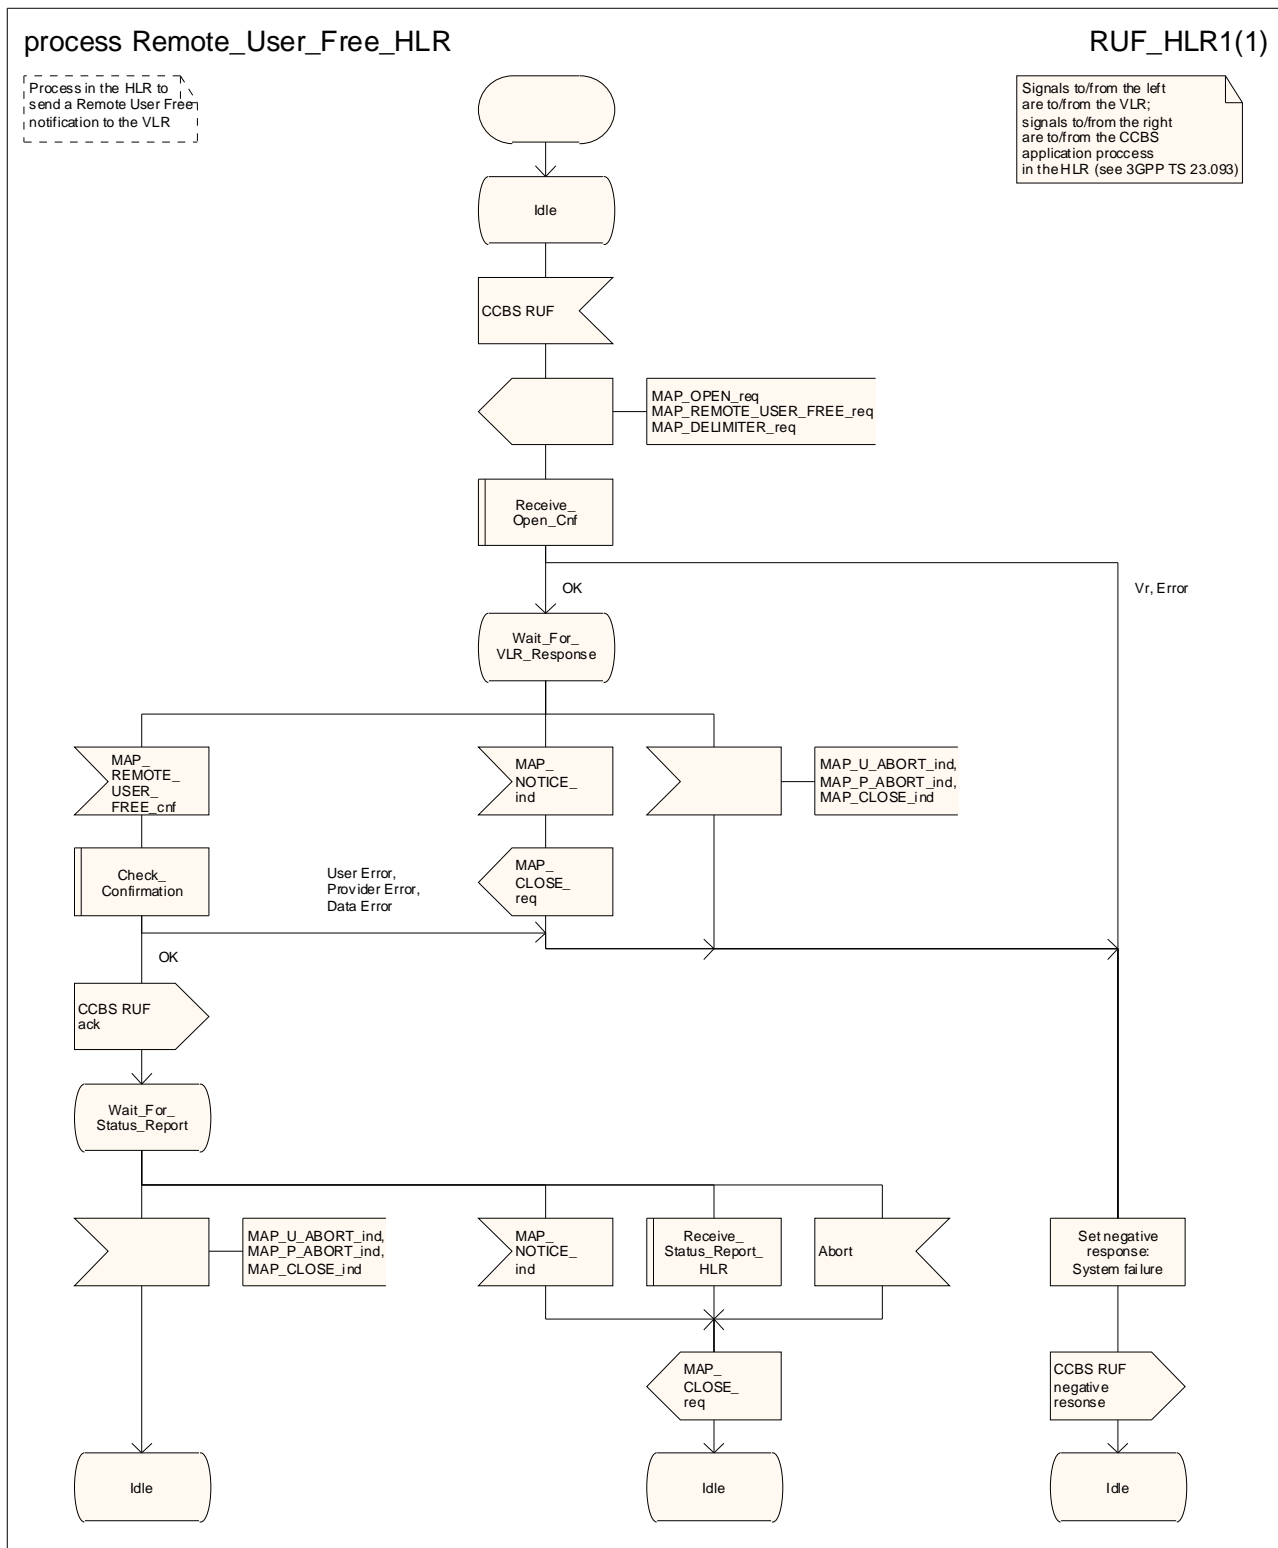 process Remote_User_Free_HLR
RUF_HLR1(1)
Process in the HLR to
send a Remote User Free
notification to the VLR
Signals to/from the left
are to/from the VLR;
signals to/from the right
are to/from the CCBS
application proccess
in the HLR (see 3GPP TS 23.093)
Idle
CCBS RUF
MAP_OPEN_req
MAP_REMOTE_USER_FREE_req
MAP_DELIMITER_req
Receive_
Open_Cnf
OK
Vr, Error
Wait_For_
VLR_Response
MAP_
REMOTE_
USER_
FREE_cnf
MAP_
NOTICE_
ind
MAP_U_ABORT_ind,
MAP_P_ABORT_ind,
MAP_CLOSE_ind
Check_
Confirmation
User Error,
Provider Error,
Data Error
MAP_
CLOSE_
req
OK
CCBS RUF
ack
Wait_For_
Status_Report
MAP_U_ABORT_ind,
MAP_P_ABORT_ind,
MAP_CLOSE_ind
MAP_
NOTICE_
ind
Receive_
Status_Report_
HLR
Abort
Set negative
response:
System failure
MAP_
CLOSE_
req
CCBS RUF
negative
resonse
Idle
Idle
Idle